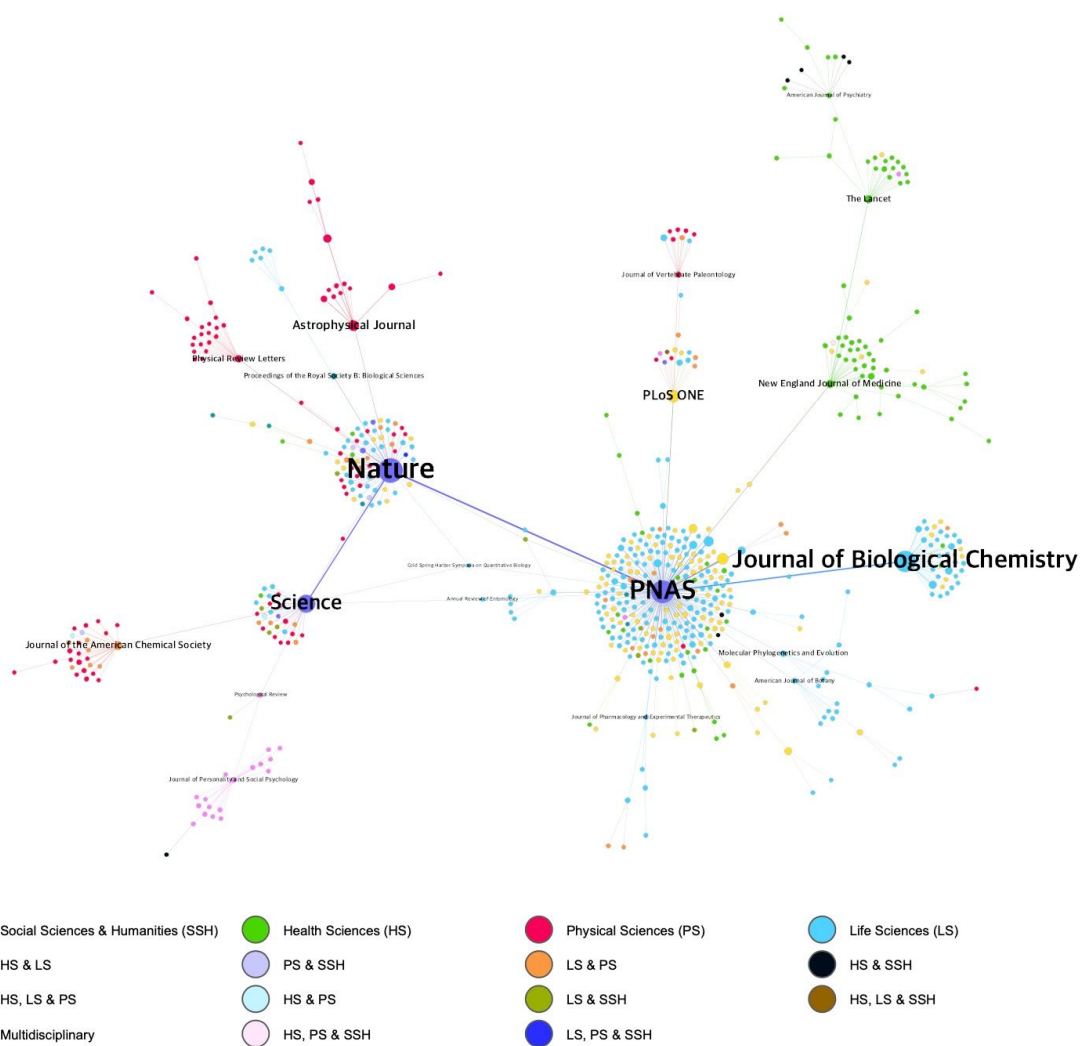 American Journal of Psychiatry
The Lancet
Journal of Vertebrate Paleontology
Astrophysical Journal
Physical Review Letters
Proceedings of the Royal Society B: Biological Sciences
New England Journal of Medicine
PLoS ONE
Nature
Journal of Biological Chemistry
Cold Spring Harbor Symposia on Quantitative Biology
PNAS
Annual Review of Entomology
Science
Journal of the American Chemical Society
Molecular Phylogenetics and Evolution
American Journal of Botany
Psychological Review
Journal of Pharmacology and Experimental Therapeutics
Journal of Personality and Social Psychology
Social Sciences & Humanities (SSH) Health Sciences (HS) Physical Sciences (PS) Life Sciences (LS)
HS & LS PS & SSH LS & PS HS & SSH
HS, LS & PS HS & PS LS & SSH HS, LS & SSH
Multidisciplinary HS, PS & SSH LS, PS & SSH